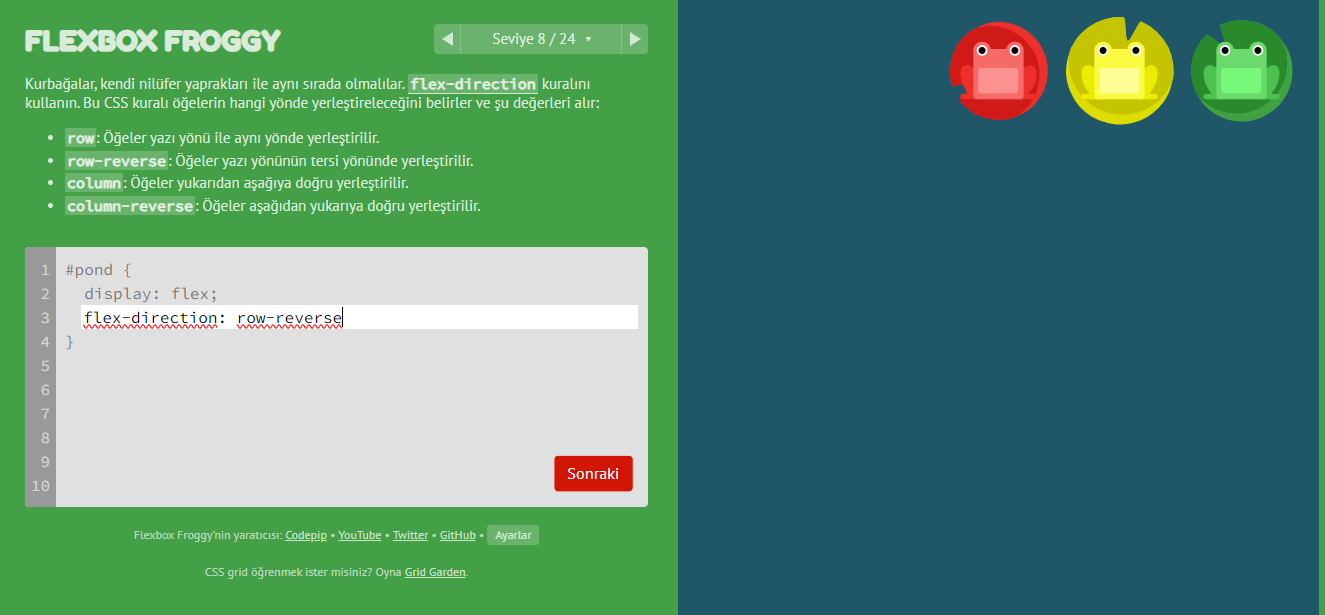 FLEXBOX FROGGY
Seviye 8 / 24
Kurbağalar, kendi nilüfer yaprakları ile aynı sırada olmalılar. flex-direction kuralını
kullanın. Bu CSS kuralı öğelerin hangi yönde yerleştireleceğini belirler ve şu değerleri alır:
• row: Öğeler yazı yönü ile aynı yönde yerleştirilir.
• row-reverse: Öğeler yazı yönünün tersi yönünde yerleştirilir.
• column: Öğeler yukarıdan aşağıya doğru yerleştirilir.
• column-reverse: Öğeler aşağıdan yukarıya doğru yerleştirilir.
1 #pond {
2 display: flex;
3 flex-direction: row-reverse
4 }
5
6
7
8
9
10
Sonraki
Flexbox Froggy'nin yaratıcısı: Codepip • YouTube • Twitter • GitHub • Ayarlar
CSS grid öğrenmek ister misiniz? Oyna Grid Garden.